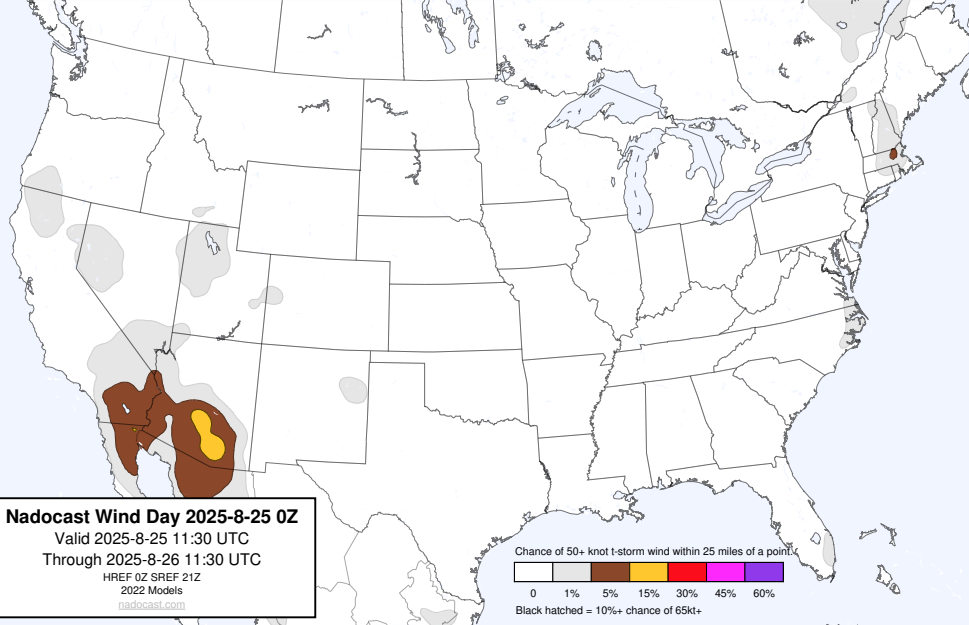 Nadocast Wind Day 2025-8-25 0Z
Valid 2025-8-25 11:30 UTC
Through 2025-8-26 11:30 UTC
HREF 0Z SREF 21Z
2022 Models
nadocast.com
Chance of 50+ knot t-storm wind within 25 miles of a point.
0 1% 5% 15% 30% 45% 60%
Black hatched = 10%+ chance of 65kt+